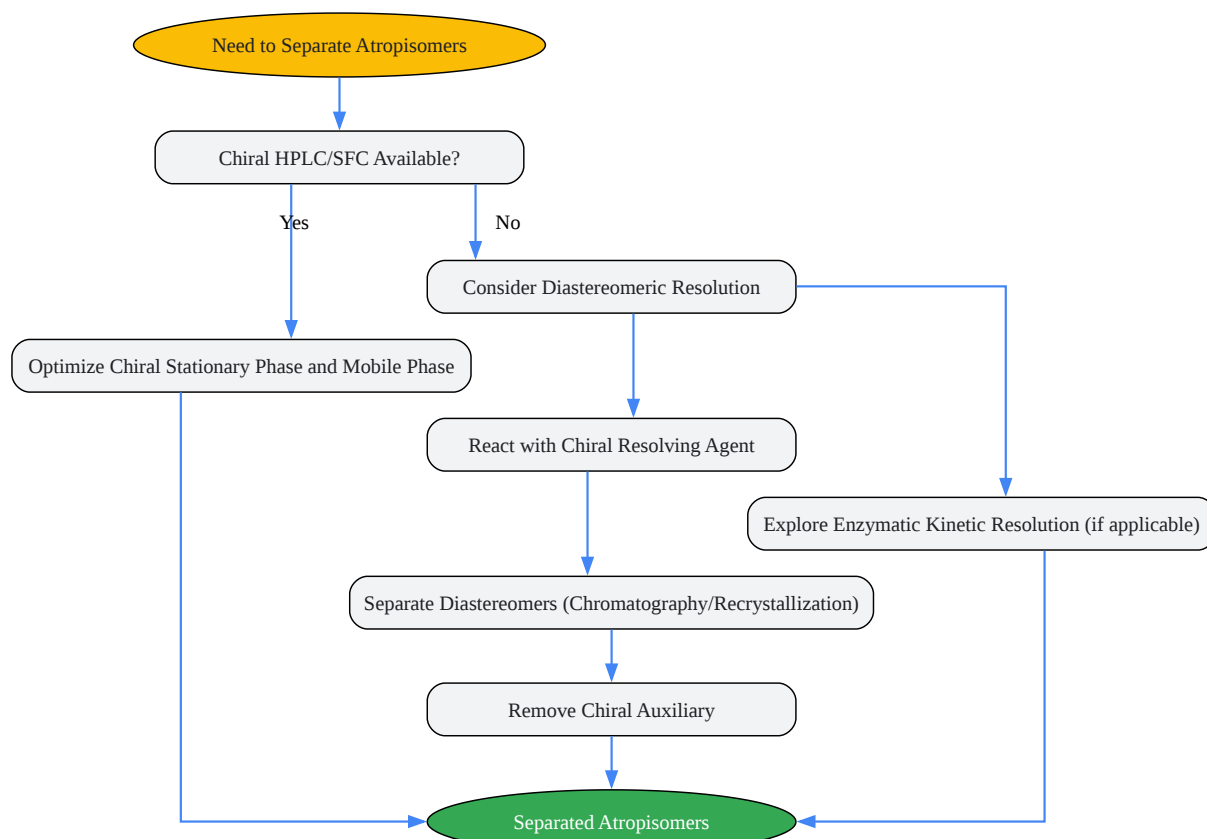 Need to Separate Atropisomers
Chiral HPLC/SFC Available?
Yes
No
Consider Diastereomeric Resolution
Optimize Chiral Stationary Phase and Mobile Phase
React with Chiral Resolving Agent
Explore Enzymatic Kinetic Resolution (if applicable)
Separate Diastereomers (Chromatography/Recrystallization)
Remove Chiral Auxiliary
Separated Atropisomers